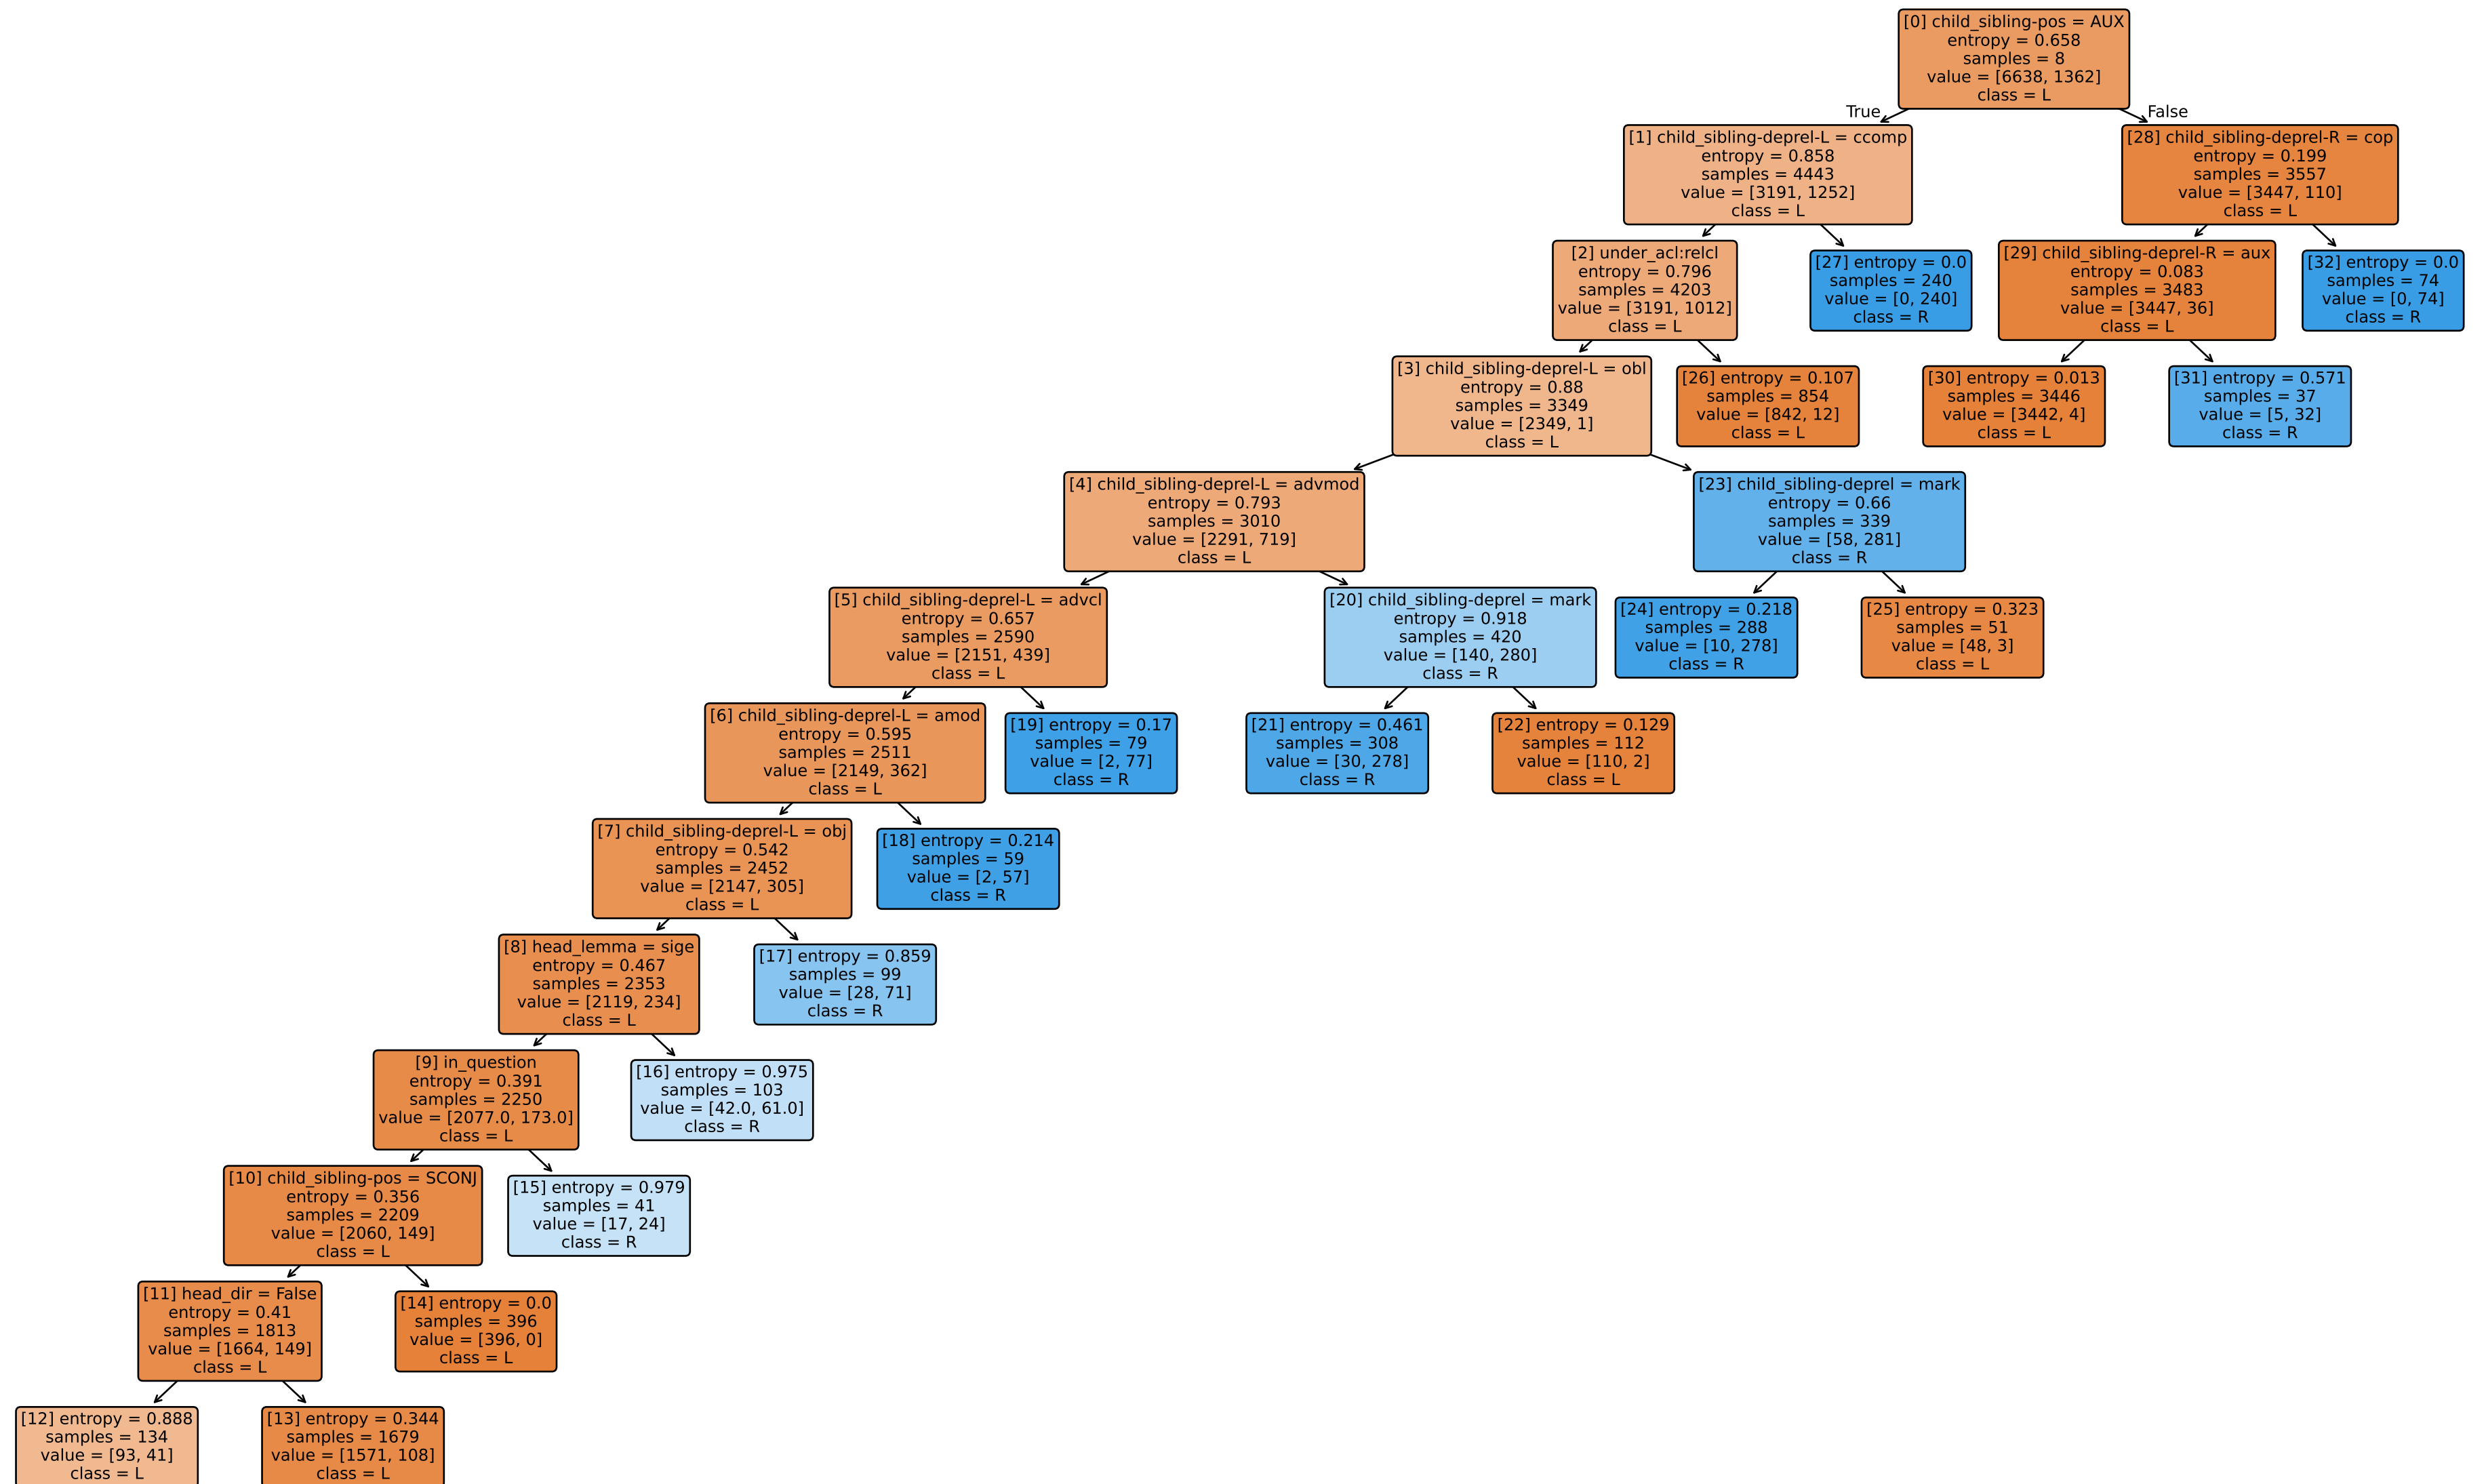 [0] child_sibling-pos = AUX
entropy = 0.658
samples = 8
value = [6638, 1362]
class = L
True
False
[1] child_sibling-deprel-L = ccomp
entropy = 0.858
samples = 4443
value = [3191, 1252]
class = L
[28] child_sibling-deprel-R = cop
entropy = 0.199
samples = 3557
value = [3447, 110]
class = L
[2] under_acl:relcl
entropy = 0.796
samples = 4203
value = [3191, 1012]
class = L
[27] entropy = 0.0
samples = 240
value = [0, 240]
class = R
[29] child_sibling-deprel-R = aux
entropy = 0.083
samples = 3483
value = [3447, 36]
class = L
[32] entropy = 0.0
samples = 74
value = [0, 74]
class = R
[3] child_sibling-deprel-L = obl
entropy = 0.88
samples = 3349
value = [2349, 1]
class = L
[26] entropy = 0.107
samples = 854
value = [842, 12]
class = L
[30] entropy = 0.013
samples = 3446
value = [3442, 4]
class = L
[31] entropy = 0.571
samples = 37
value = [5, 32]
class = R
[4] child_sibling-deprel-L = advmod
entropy = 0.793
samples = 3010
value = [2291, 719]
class = L
[23] child_sibling-deprel = mark
entropy = 0.66
samples = 339
value = [58, 281]
class = R
[5] child_sibling-deprel-L = advcl
entropy = 0.657
samples = 2590
value = [2151, 439]
class = L
[20] child_sibling-deprel = mark
entropy = 0.918
samples = 420
value = [140, 280]
class = R
[24] entropy = 0.218
samples = 288
value = [10, 278]
class = R
[25] entropy = 0.323
samples = 51
value = [48, 3]
class = L
[6] child_sibling-deprel-L = amod
entropy = 0.595
samples = 2511
value = [2149, 362]
class = L
[19] entropy = 0.17
samples = 79
value = [2, 77]
class = R
[21] entropy = 0.461
samples = 308
value = [30, 278]
class = R
[22] entropy = 0.129
samples = 112
value = [110, 2]
class = L
[7] child_sibling-deprel-L = obj
entropy = 0.542
samples = 2452
value = [2147, 305]
class = L
[18] entropy = 0.214
samples = 59
value = [2, 57]
class = R
[8] head_lemma = sige
entropy = 0.467
samples = 2353
value = [2119, 234]
class = L
[17] entropy = 0.859
samples = 99
value = [28, 71]
class = R
[9] in_question
entropy = 0.391
samples = 2250
value = [2077.0, 173.0]
class = L
[16] entropy = 0.975
samples = 103
value = [42.0, 61.0]
class = R
[10] child_sibling-pos = SCONJ
entropy = 0.356
samples = 2209
value = [2060, 149]
class = L
[15] entropy = 0.979
samples = 41
value = [17, 24]
class = R
[11] head_dir = False
entropy = 0.41
samples = 1813
value = [1664, 149]
class = L
[14] entropy = 0.0
samples = 396
value = [396, 0]
class = L
[12] entropy = 0.888
samples = 134
value = [93, 41]
class = L
[13] entropy = 0.344
samples = 1679
value = [1571, 108]
class = L